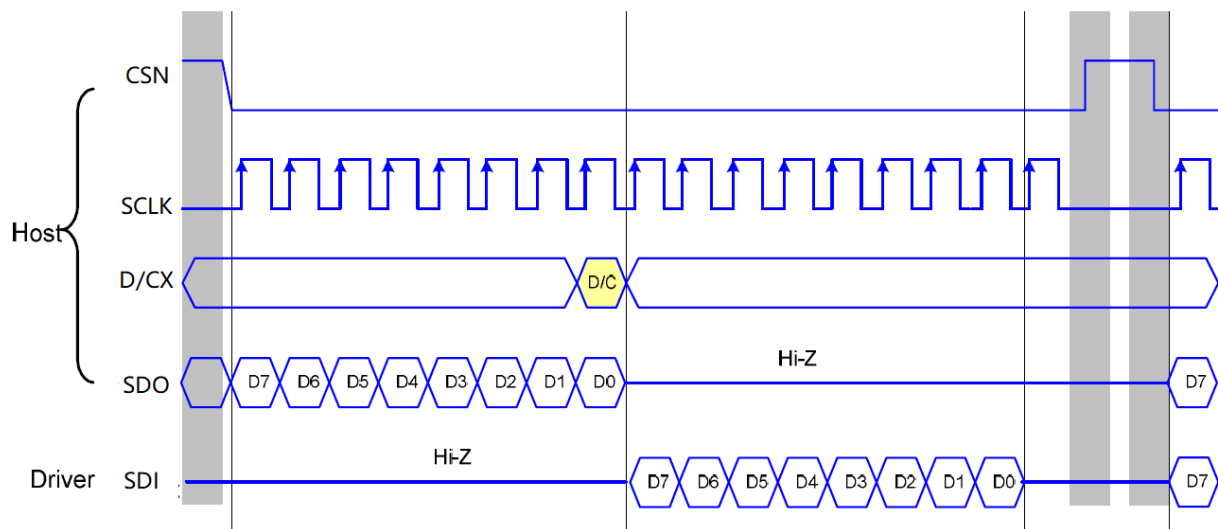 CSN
SCLK
Host
D/CX D/C
Hi-Z
SDO D7 D6 D5 D4 D3 D2 D1 D0 D7
Hi-Z
Driver SDI D7 D6 D5 D4 D3 D2 D1 D0 D7